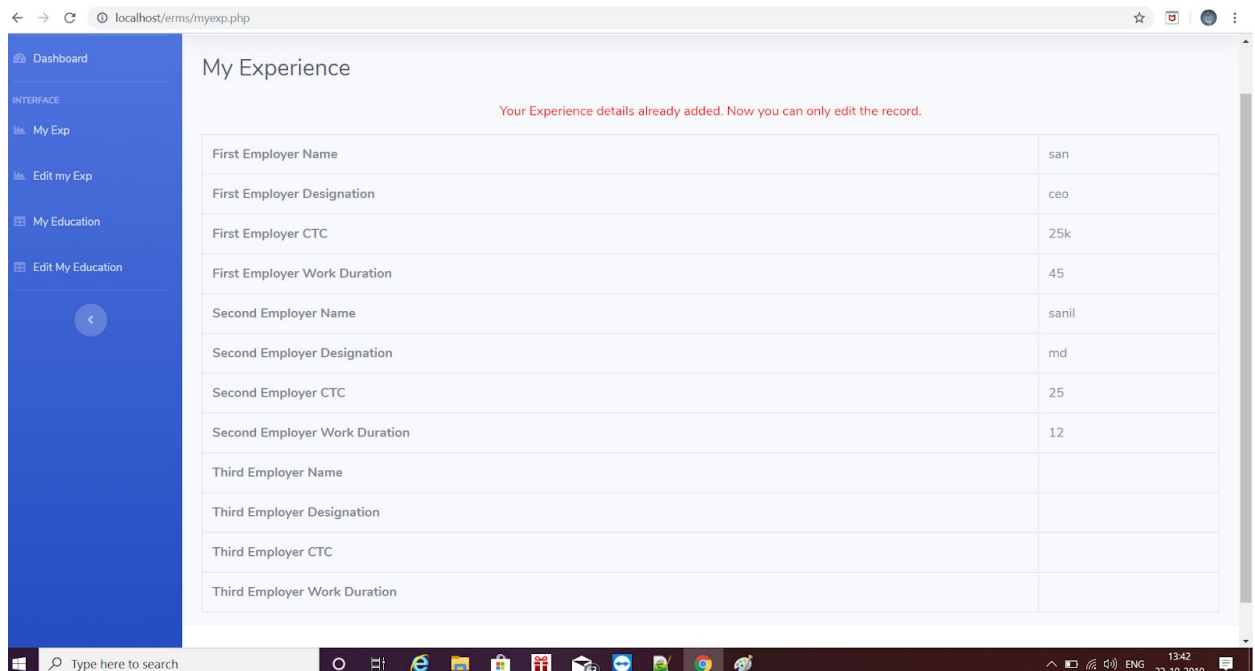 localhost/erms/myexp.php
Dashboard
My Experience
INTERFACE
Your Experience details already added. Now you can only edit the record.
My Exp
Edit my Exp
My Education
Edit My Education
First Employer Name san
First Employer Designation ceo
First Employer CTC 25k
First Employer Work Duration 45
Second Employer Name sanil
Second Employer Designation md
Second Employer CTC 25
Second Employer Work Duration 12
Third Employer Name
Third Employer Designation
Third Employer CTC
Third Employer Work Duration
Type here to search
ENG
13:42